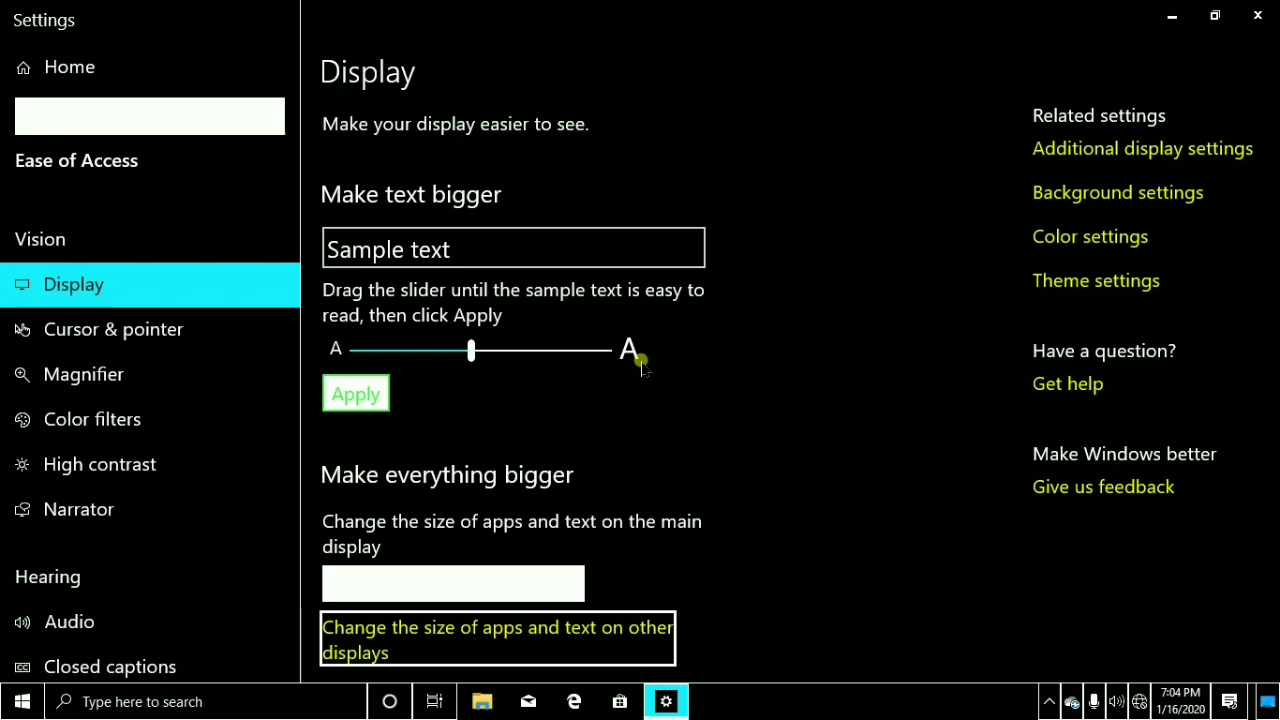 Settings
Home
Ease of Access
Vision
Display
Cursor & pointer
Magnifier
Color filters
High contrast
Narrator
Hearing
Audio
Closed captions
Display
Make your display easier to see.
Make text bigger
Sample text
Drag the slider until the sample text is easy to
read, then click Apply
A A
Apply
Make everything bigger
Change the size of apps and text on the main
display
Change the size of apps and text on other
displays
Related settings
Additional display settings
Background settings
Color settings
Theme settings
Have a question?
Get help
Make Windows better
Give us feedback
Type here to search
7:04 PM
1/16/2020